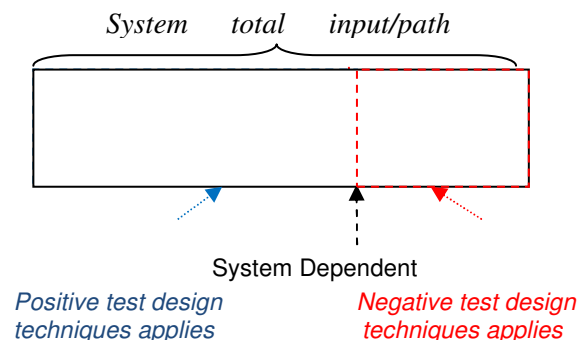 System total input/path
System Dependent
Positive test design
techniques applies
Negative test design
techniques applies